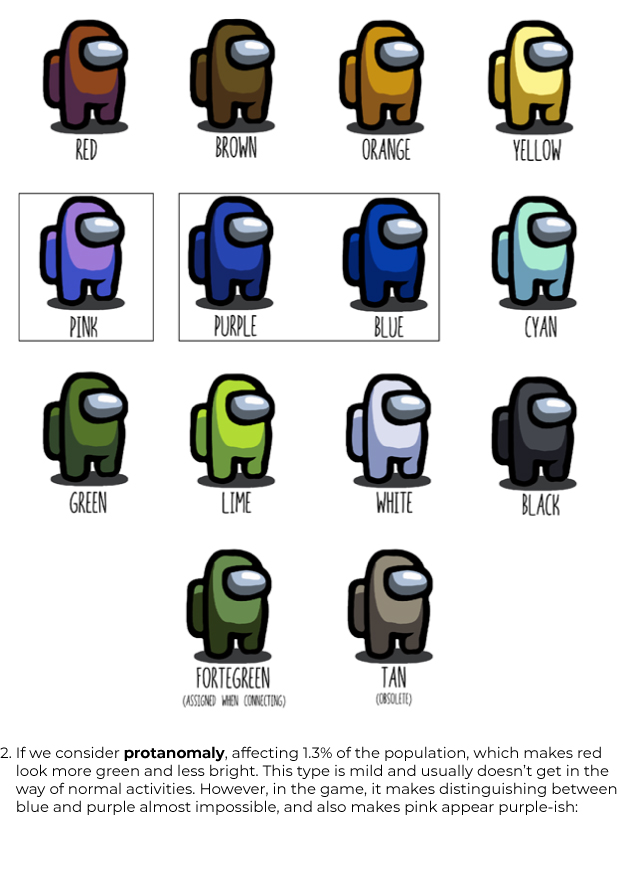 RED BROWN ORANGE YELLOW
PINK PURPLE BLUE CYAN
GREEN LIME WHITE BLACK
FORTEGREEN TAN
(ASSIGNED WHEN CONNECTING) (OBSOLETE)
2. If we consider protanomaly, affecting 1.3% of the population, which makes red
look more green and less bright. This type is mild and usually doesn't get in the
way of normal activities. However, in the game, it makes distinguishing between
blue and purple almost impossible, and also makes pink appear purple-ish: